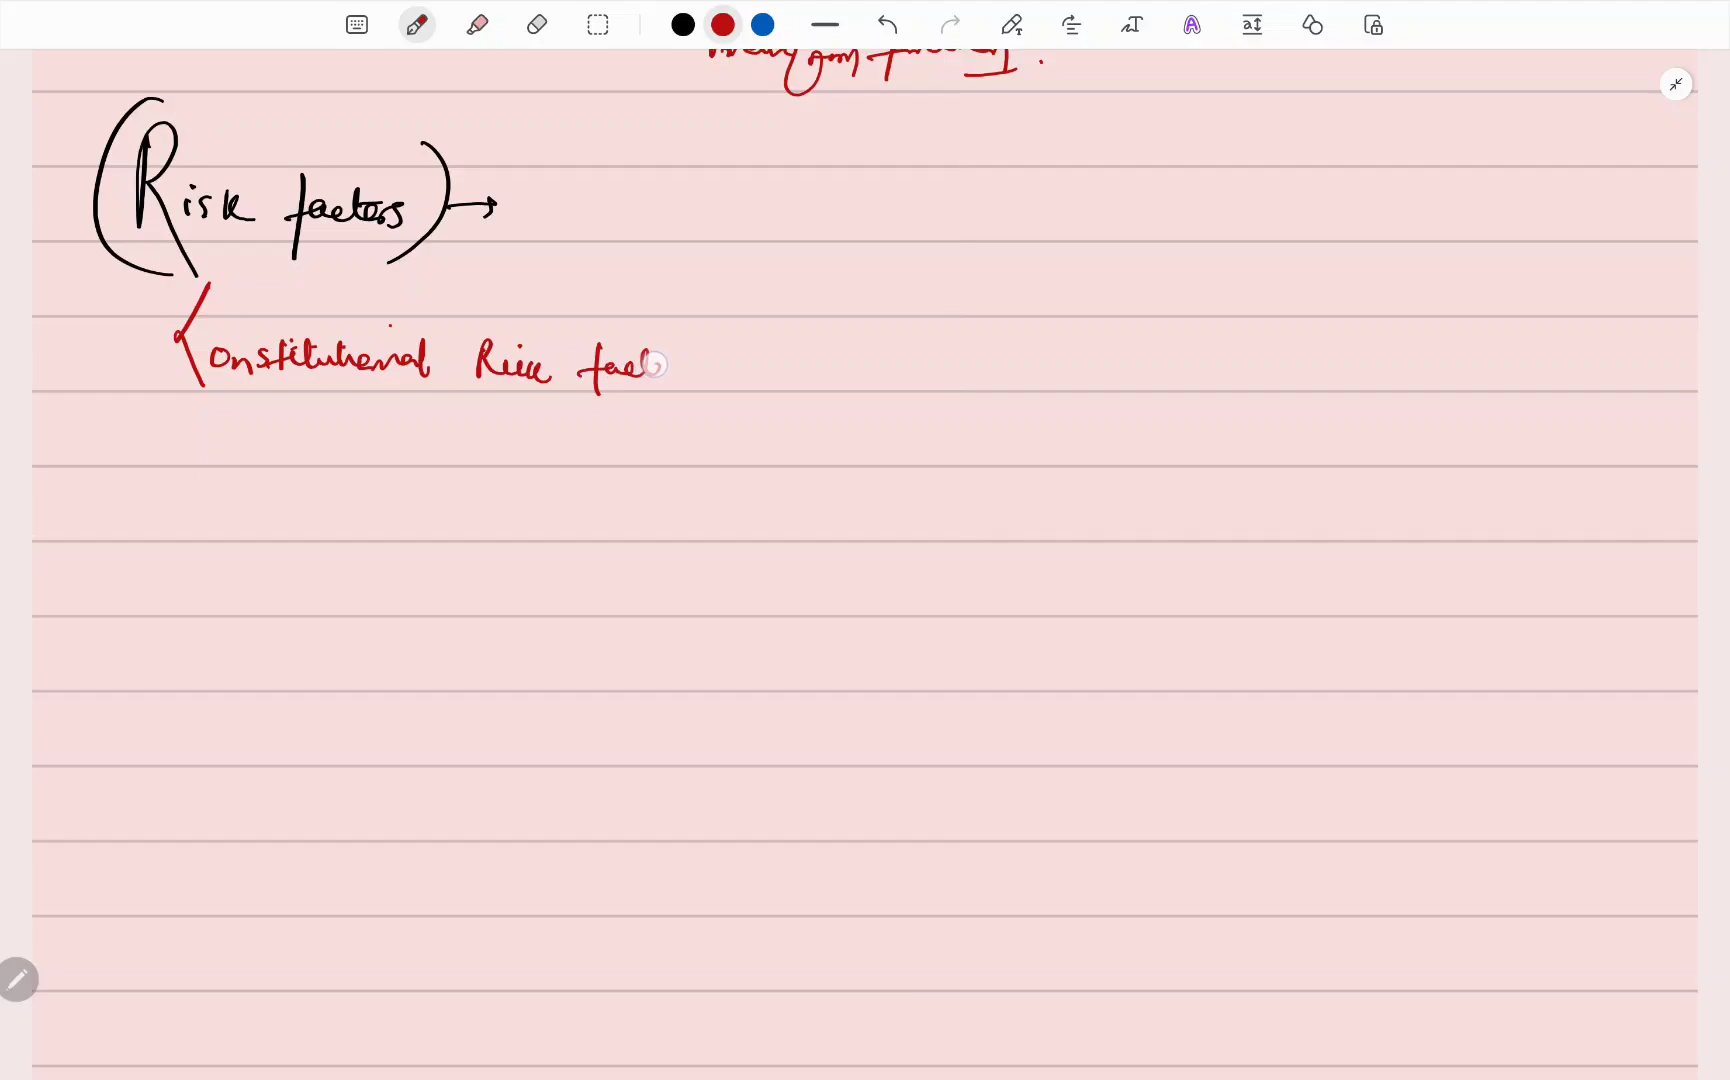 (Risk factors) →
Constitutional Risk fact